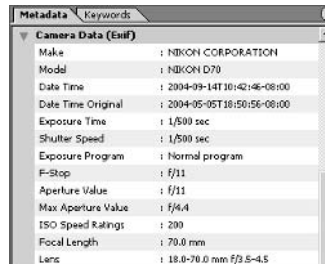 Metadata Keywords
Camera Data (Exif)
Make : NIKON CORPORATION
Model : NIKON D70
Date Time : 2004-09-14T10:42:46-08:00
Date Time Original : 2004-05-05T18:50:56-08:00
Exposure Time : 1/500 sec
Shutter Speed : 1/500 sec
Exposure Program : Normal program
F-Stop : f/11
Aperture Value : f/11
Max Aperture Value : f/4.4
ISO Speed Ratings : 200
Focal Length : 70.0 mm
Lens : 18.0-70.0 mm f/3.5-4.5